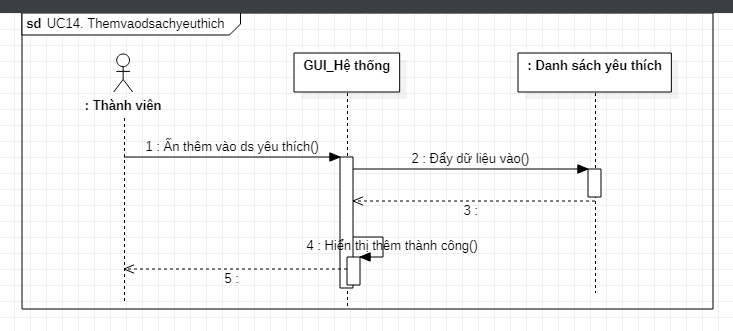 sd UC14. Themvaodsachyeuthich
GUI_Hệ thống
: Danh sách yêu thích
: Thành viên
1 : Ấn thêm vào ds yêu thích()
2 : Đẩy dữ liệu vào()
3 :
4 : Hiển thị thêm thành công()
5 :